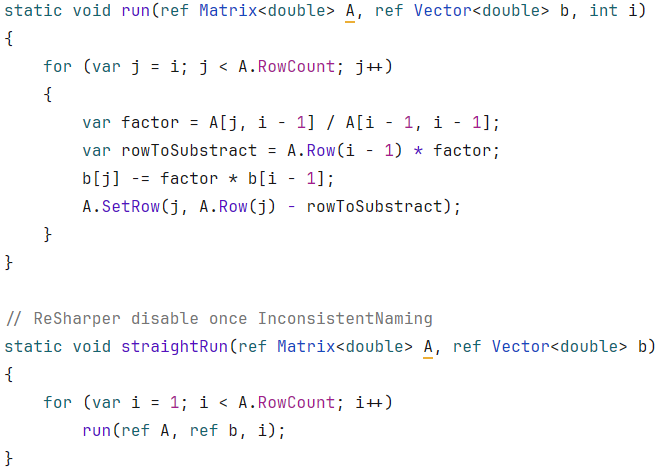 static void run(ref Matrix<double> A, ref Vector<double> b, int i)
{
    for (var j = i; j < A.RowCount; j++)
    {
        var factor = A[j, i - 1] / A[i - 1, i - 1];
        var rowToSubstract = A.Row(i - 1) * factor;
        b[j] -= factor * b[i - 1];
        A.SetRow(j, A.Row(j) - rowToSubstract);
    }
}

// ReSharper disable once InconsistentNaming
static void straightRun(ref Matrix<double> A, ref Vector<double> b)
{
    for (var i = 1; i < A.RowCount; i++)
        run(ref A, ref b, i);
}